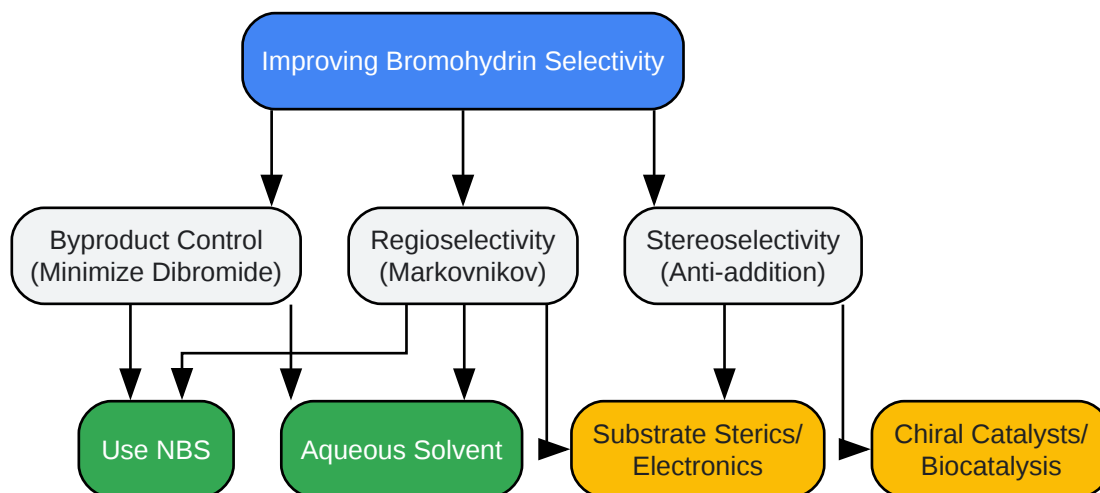 Improving Bromohydrin Selectivity
Byproduct Control
(Minimize Dibromide)
Regioselectivity
(Markovnikov)
Stereoselectivity
(Anti-addition)
Use NBS
Aqueous Solvent
Substrate Sterics/
Electronics
Chiral Catalysts/
Biocatalysis